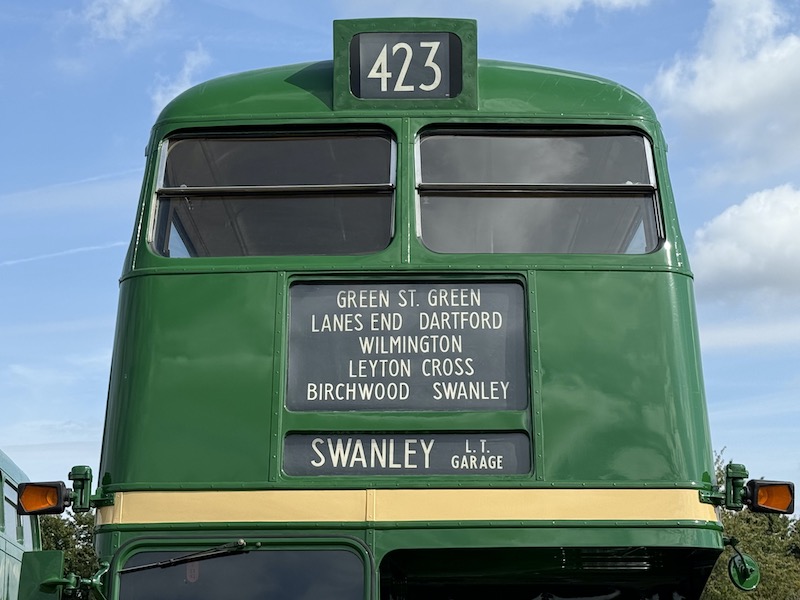 423
GREEN ST. GREEN
LANES END DARTFORD
WILMINGTON
LEYTON CROSS
BIRCHWOOD SWANLEY
SWANLEY L.T. GARAGE